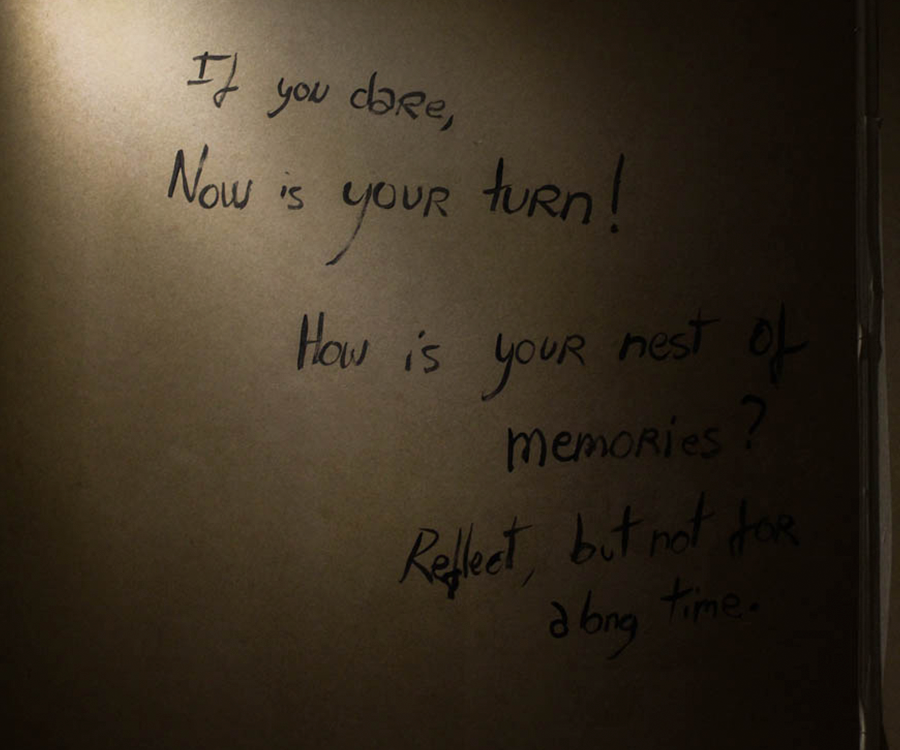 If you dare,
Now is your turn!
How is your nest of
memories?
Reflect, but not for
a long time.